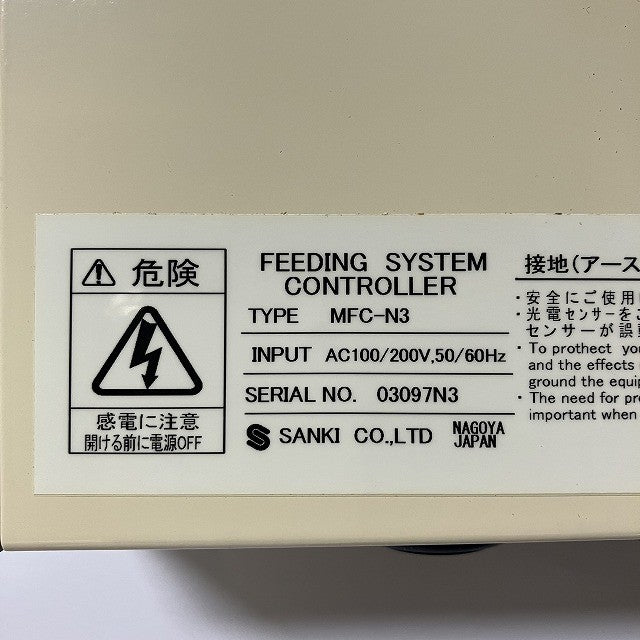 危険
感電に注意
開ける前に電源OFF
FEEDING SYSTEM
CONTROLLER
TYPE MFC-N3
INPUT AC100/200V,50/60Hz
SERIAL NO. 03097N3
SANKI CO.,LTD NAGOYA
JAPAN
接地(アース
・安全にご使用
・光電センサーをご
センサーが誤
・To prothect you
and the effects
ground the equip
・The need for pro
important when